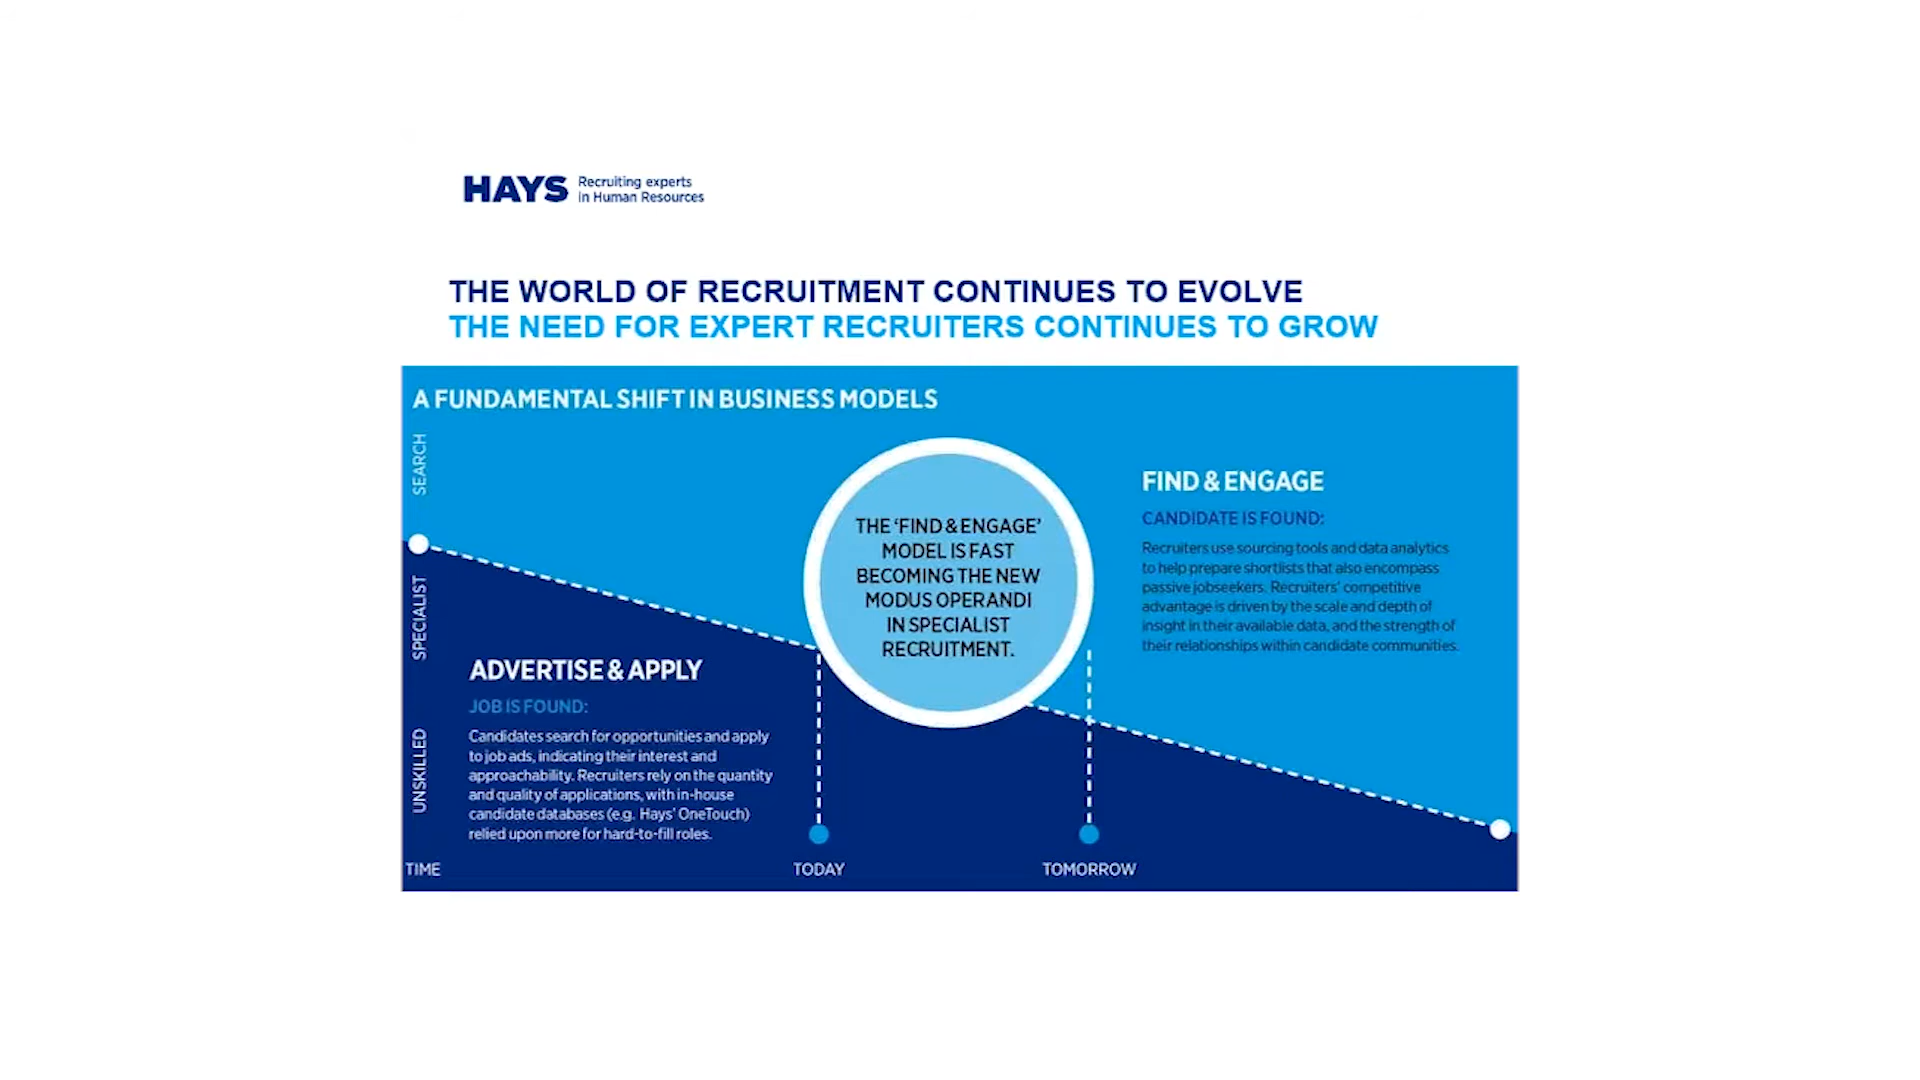 HAYS Recruiting experts
in Human Resources
THE WORLD OF RECRUITMENT CONTINUES TO EVOLVE
THE NEED FOR EXPERT RECRUITERS CONTINUES TO GROW
A FUNDAMENTAL SHIFT IN BUSINESS MODELS
SEARCH
SPECIALIST
UNSKILLED
ADVERTISE & APPLY
JOB IS FOUND:
Candidates search for opportunities and apply
to job ads, indicating their interest and
approachability. Recruiters rely on the quantity
and quality of applications, with in-house
candidate databases (e.g. Hays' OneTouch)
relied upon more for hard-to-fill roles.
THE ‘FIND & ENGAGE’
MODEL IS FAST
BECOMING THE NEW
MODUS OPERANDI
IN SPECIALIST
RECRUITMENT.
FIND & ENGAGE
CANDIDATE IS FOUND:
Recruiters use sourcing tools and data analytics
to help prepare shortlists that also encompass
passive jobseekers. Recruiters' competitive
advantage is driven by the scale and depth of
insight in their available data, and the strength of
their relationships within candidate communities.
TIME
TODAY
TOMORROW